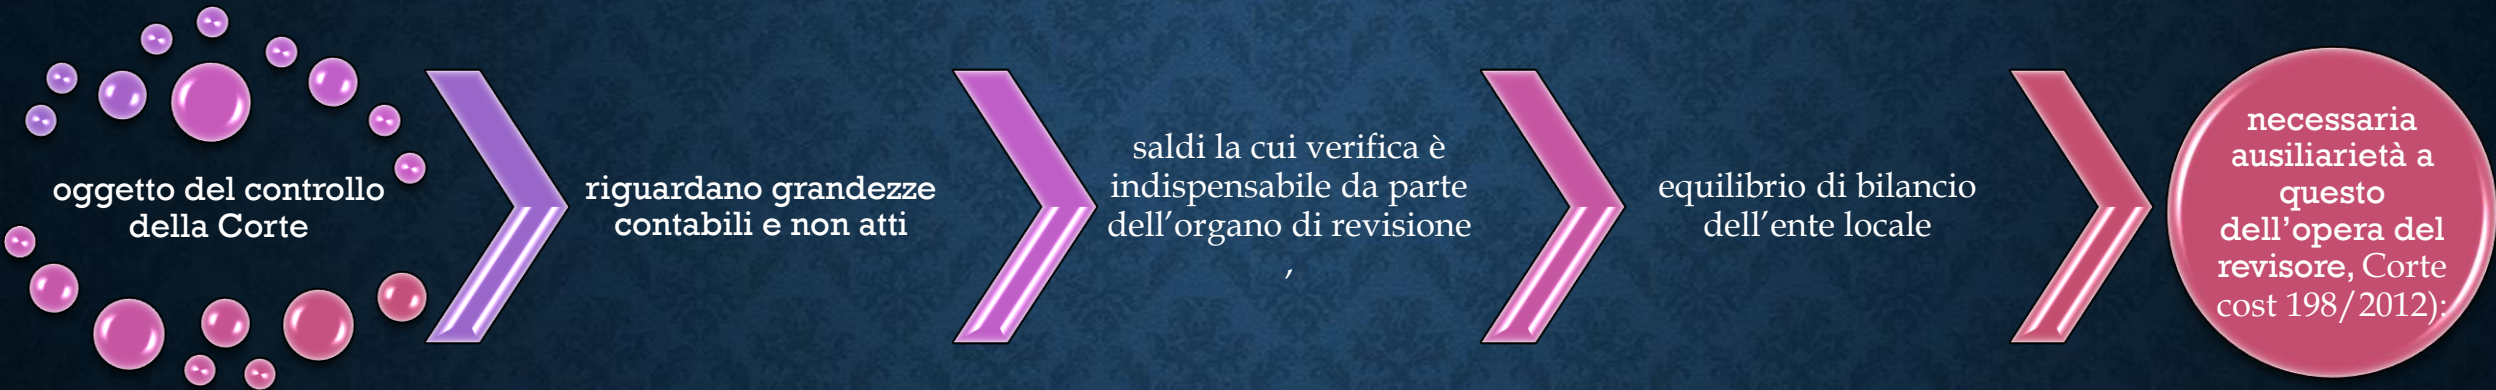 oggetto del controllo
della Corte
riguardano grandezze
contabili e non atti
saldi la cui verifica è
indispensabile da parte
dell’organo di revisione
,
equilibrio di bilancio
dell’ente locale
necessaria
ausiliarietà a
questo
dell’opera del
revisore, Corte
cost 198/2012):